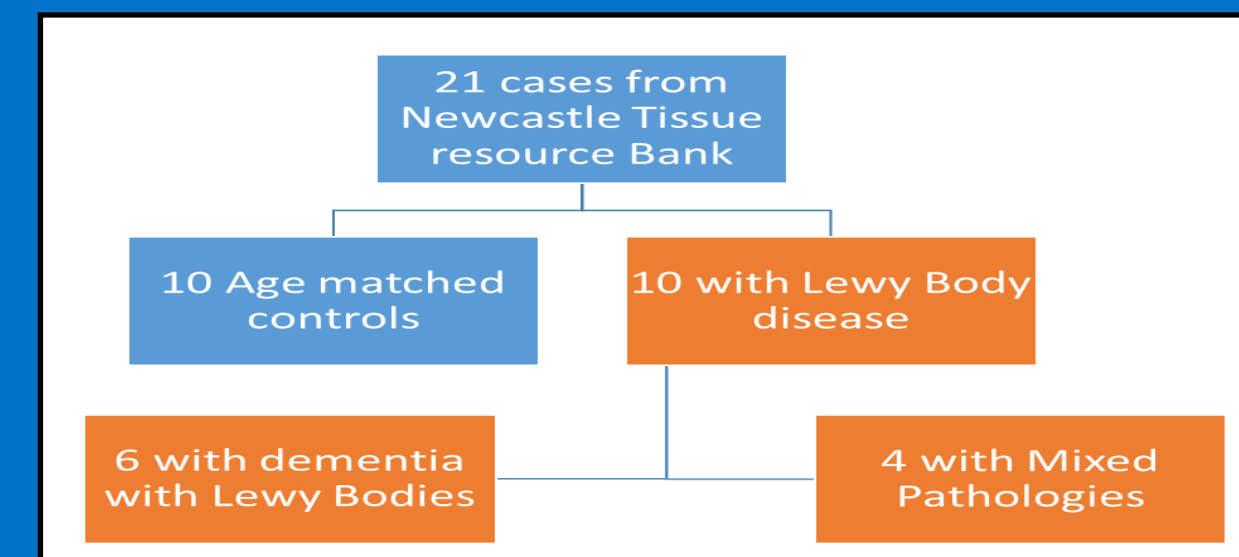 21 cases from
Newcastle Tissue
resource Bank
10 Age matched
controls
10 with Lewy Body
disease
6 with dementia
with Lewy Bodies
4 with Mixed
Pathologies